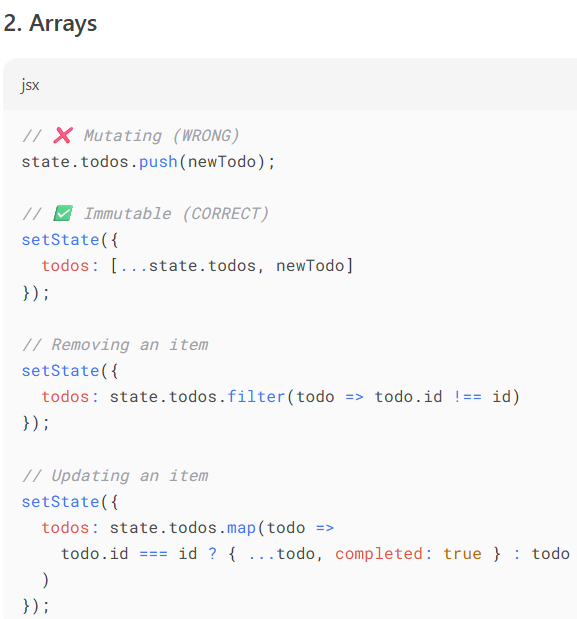 2. Arrays
jsx
// ❌ Mutating (WRONG)
state.todos.push(newTodo);
// ✅ Immutable (CORRECT)
setState({
  todos: [...state.todos, newTodo]
});
// Removing an item
setState({
  todos: state.todos.filter(todo => todo.id !== id)
});
// Updating an item
setState({
  todos: state.todos.map(todo =>
    todo.id === id ? { ...todo, completed: true } : todo
  )
});